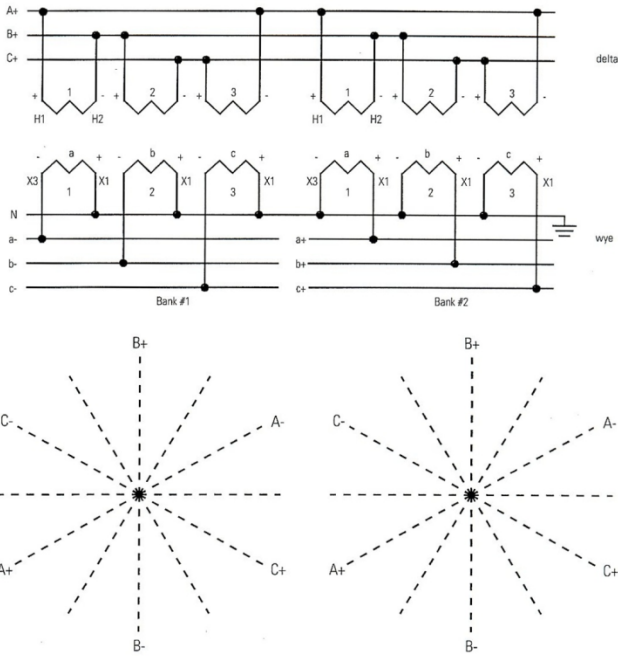 A+
B+
C+
delta
+ 1 - + 2 - + 3 - + 1 - + 2 - + 3 -
H1 H2 H1 H2
- a + - b + - c + - a + - b + - c +
X3 X1 X1 X1 X3 X1 X1 X1
1 2 3 1 2 3
N
wye
a- a+
b- b+
c- c+
Bank #1 Bank #2
B+ B+
C- A- C- A-
A+ C+ A+ C+
B- B-